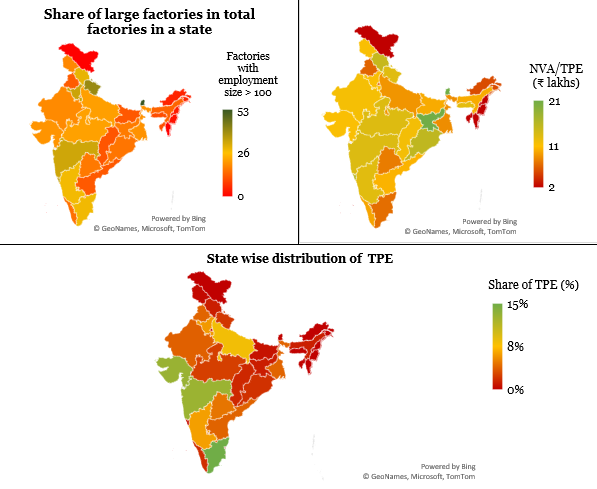 Share of large factories in total
factories in a state
Factories
with
employment
size > 100
53
26
0
Powered by Bing
© GeoNames, Microsoft, TomTom
NVA/TPE
(₹ lakhs)
21
11
2
Powered by Bing
© GeoNames, Microsoft, TomTom
State wise distribution of TPE
Share of TPE (%)
15%
8%
0%
Powered by Bing
© GeoNames, Microsoft, TomTom